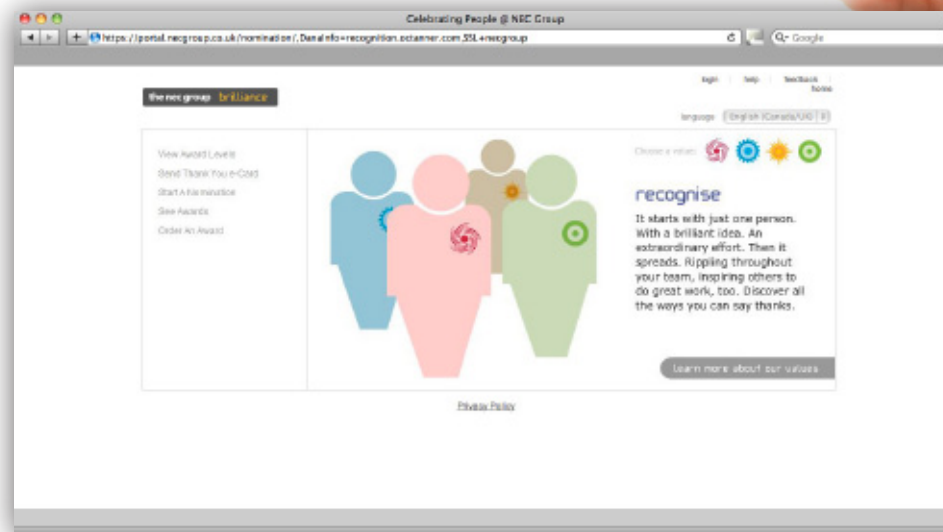 Celebrating People @ NEC Group
https://portal.necgroup.co.uk/nomination/,DanaInfo=recognition.octanner.com,SSL+necgroup
Google
login help feedback
home
the nec group brilliance
language English (Canada/UK)
View Award Levels
Send Thank You e-Card
Start A Nomination
See Awards
Order An Award
Choose a value:
recognise
It starts with just one person.
With a brilliant idea. An
extraordinary effort. Then it
spreads. Rippling throughout
your team, inspiring others to
do great work, too. Discover all
the ways you can say thanks.
learn more about our values
Privacy Policy